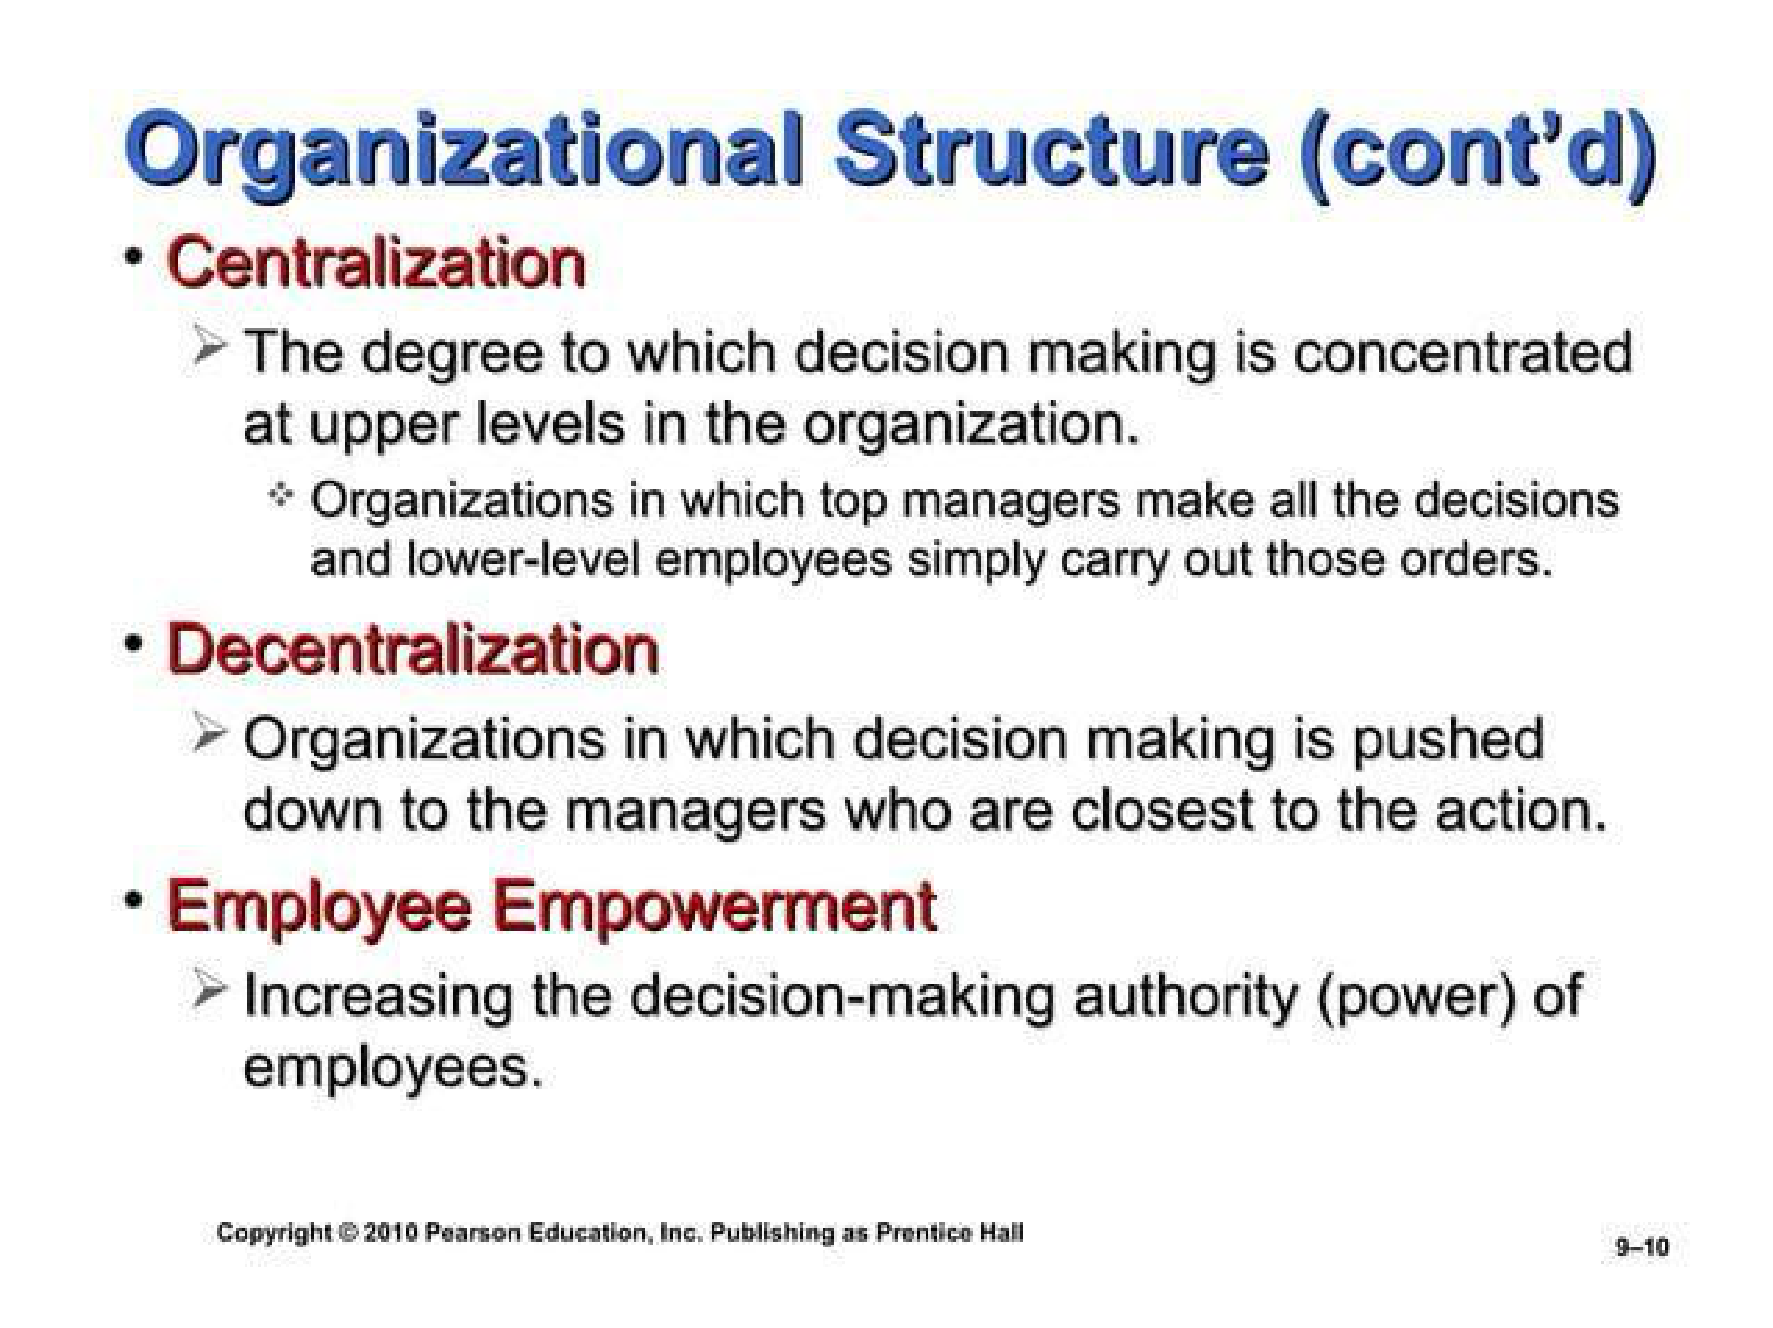 Organizational Structure (cont’d)
• Centralization
➢ The degree to which decision making is concentrated
at upper levels in the organization.
❖ Organizations in which top managers make all the decisions
and lower-level employees simply carry out those orders.
• Decentralization
➢ Organizations in which decision making is pushed
down to the managers who are closest to the action.
• Employee Empowerment
➢ Increasing the decision-making authority (power) of
employees.
Copyright © 2010 Pearson Education, Inc. Publishing as Prentice Hall
9–10